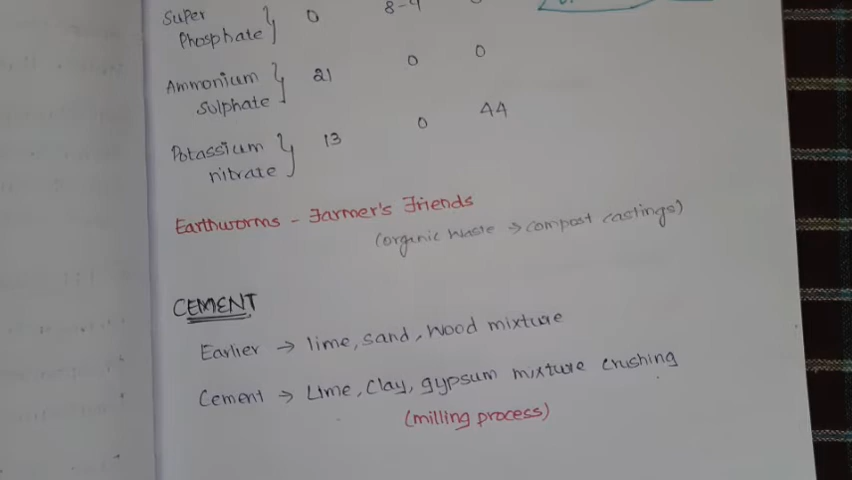 Super
Phosphate } 0 8-9
Ammonium
Sulphate } 21 0 0
Potassium
nitrate } 13 0 44
Earthworms - Farmer's Friends
(organic waste → compost castings)
CEMENT
Earlier → lime, sand, wood mixture
Cement → Lime, clay, gypsum mixture crushing
(milling process)